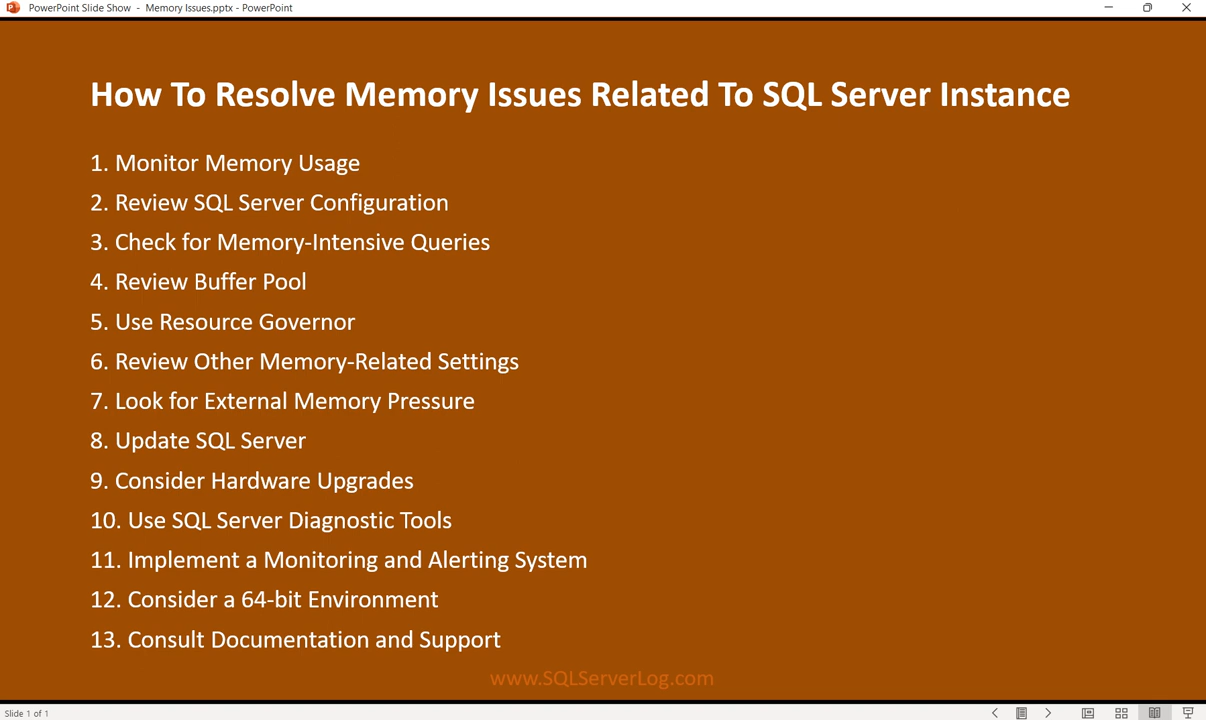 PowerPoint Slide Show - Memory Issues.pptx - PowerPoint
How To Resolve Memory Issues Related To SQL Server Instance
1. Monitor Memory Usage
2. Review SQL Server Configuration
3. Check for Memory-Intensive Queries
4. Review Buffer Pool
5. Use Resource Governor
6. Review Other Memory-Related Settings
7. Look for External Memory Pressure
8. Update SQL Server
9. Consider Hardware Upgrades
10. Use SQL Server Diagnostic Tools
11. Implement a Monitoring and Alerting System
12. Consider a 64-bit Environment
13. Consult Documentation and Support
www.SQLServerLog.com
Slide 1 of 1